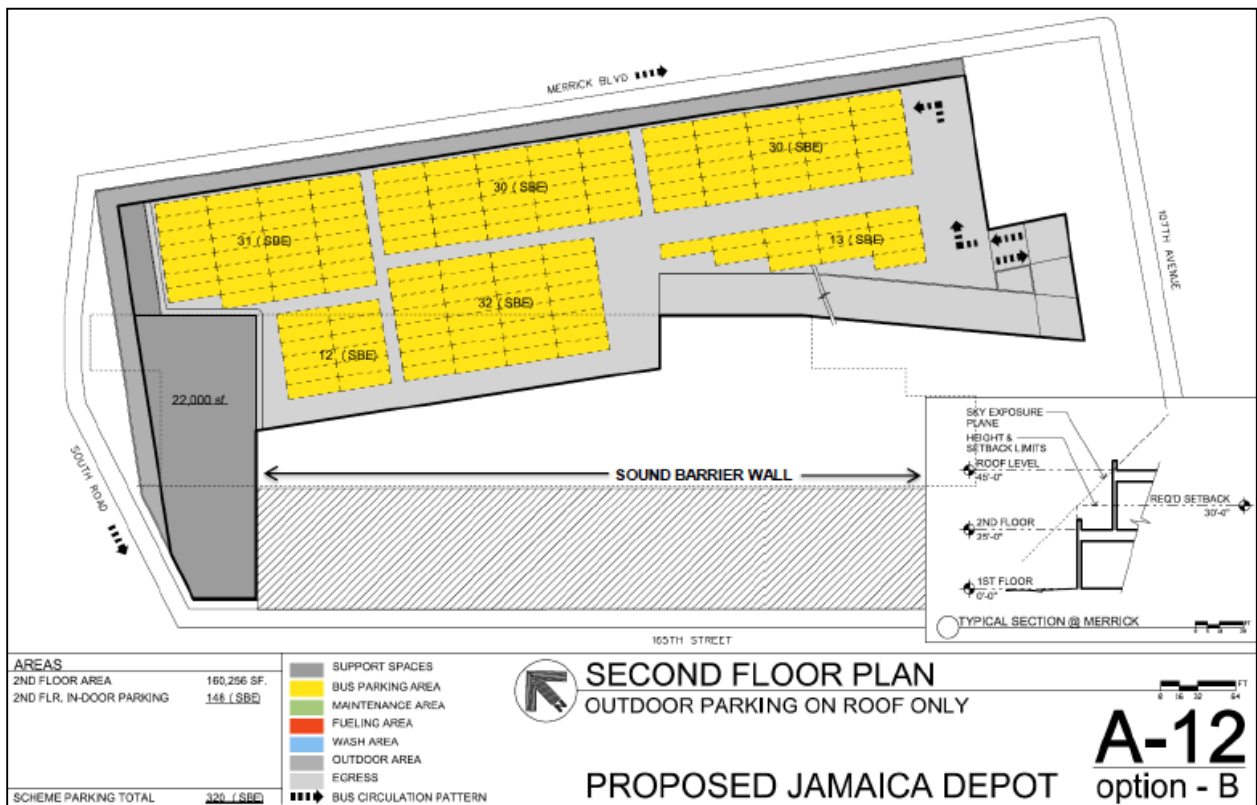 MERRICK BLVD
30 (SBE)
30 (SBE)
31 (SBE)
13 (SBE)
32 (SBE)
12 (SBE)
107TH AVENUE
22,000 sf.
SOUTH ROAD
SOUND BARRIER WALL
SKY EXPOSURE
PLANE
HEIGHT &
SETBACK LIMITS
ROOF LEVEL
45'-0"
REQ'D SETBACK
30'-0"
2ND FLOOR
25'-0"
1ST FLOOR
0'-0"
TYPICAL SECTION @ MERRICK
FT
165TH STREET
AREAS
2ND FLOOR AREA 160,256 SF.
2ND FLR. IN-DOOR PARKING 148 (SBE)
SCHEME PARKING TOTAL 320 (SBE)
SUPPORT SPACES
BUS PARKING AREA
MAINTENANCE AREA
FUELING AREA
WASH AREA
OUTDOOR AREA
EGRESS
BUS CIRCULATION PATTERN
SECOND FLOOR PLAN
OUTDOOR PARKING ON ROOF ONLY
PROPOSED JAMAICA DEPOT
FT
0 16 32 64
A-12
option - B